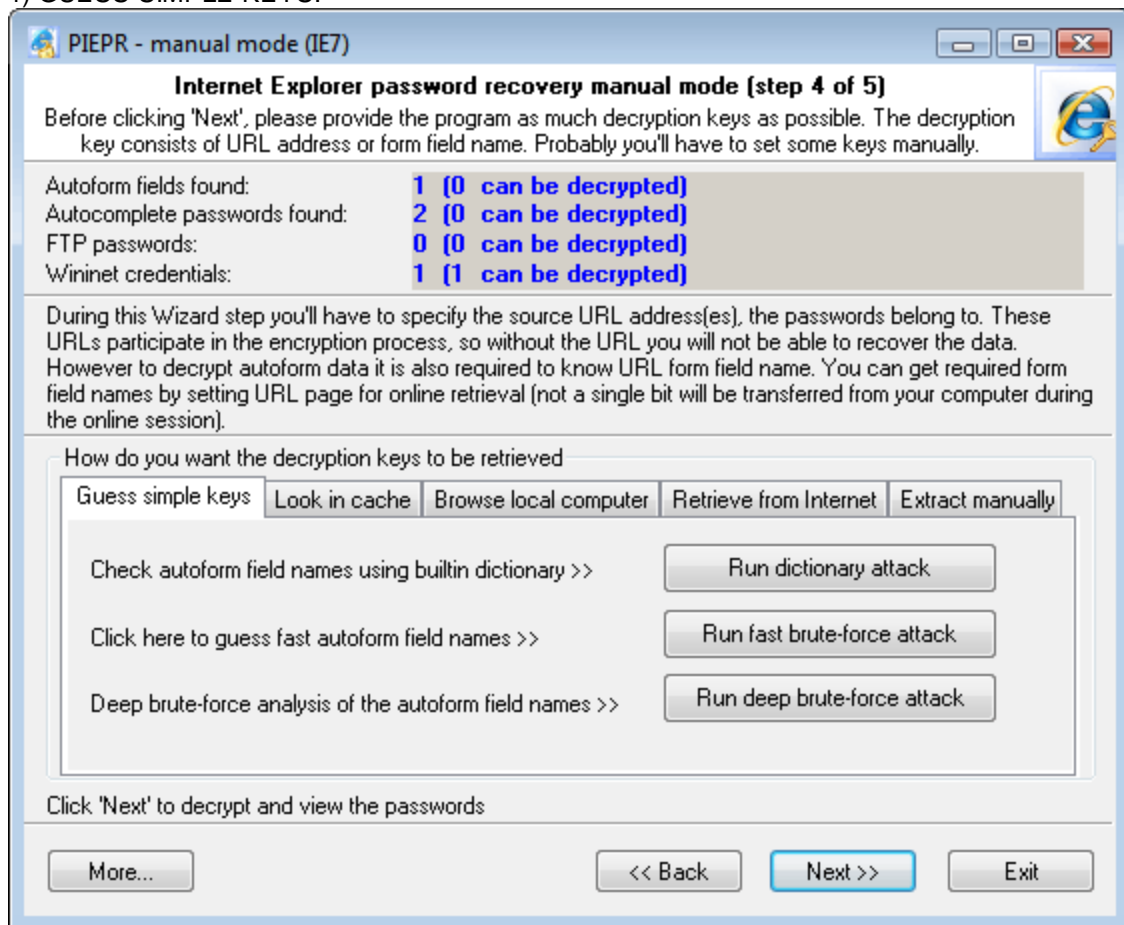 PIEPR - manual mode (IE7)
Internet Explorer password recovery manual mode (step 4 of 5)
Before clicking 'Next', please provide the program as much decryption keys as possible. The decryption
key consists of URL address or form field name. Probably you'll have to set some keys manually.
Autoform fields found: 1 (0 can be decrypted)
Autocomplete passwords found: 2 (0 can be decrypted)
FTP passwords: 0 (0 can be decrypted)
Wininet credentials: 1 (1 can be decrypted)
During this Wizard step you'll have to specify the source URL address(es), the passwords belong to. These
URLs participate in the encryption process, so without the URL you will not be able to recover the data.
However to decrypt autoform data it is also required to know URL form field name. You can get required form
field names by setting URL page for online retrieval (not a single bit will be transferred from your computer during
the online session).
How do you want the decryption keys to be retrieved
Guess simple keys Look in cache Browse local computer Retrieve from Internet Extract manually
Check autoform field names using builtin dictionary >> Run dictionary attack
Click here to guess fast autoform field names >> Run fast brute-force attack
Deep brute-force analysis of the autoform field names >> Run deep brute-force attack
Click 'Next' to decrypt and view the passwords
More... << Back Next >> Exit